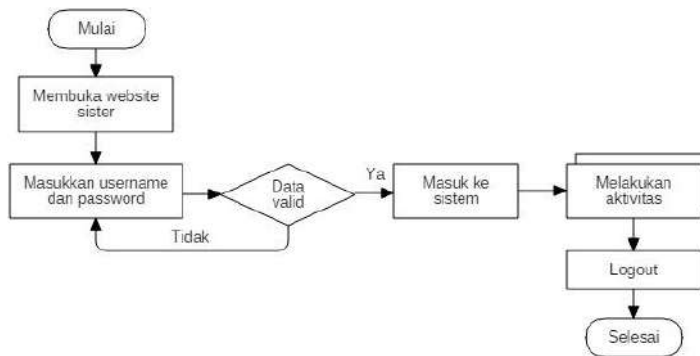 Mulai
Membuka website
sister
Masukkan username
dan password
Data
valid
Ya
Tidak
Masuk ke
sistem
Melakukan
aktivitas
Logout
Selesai